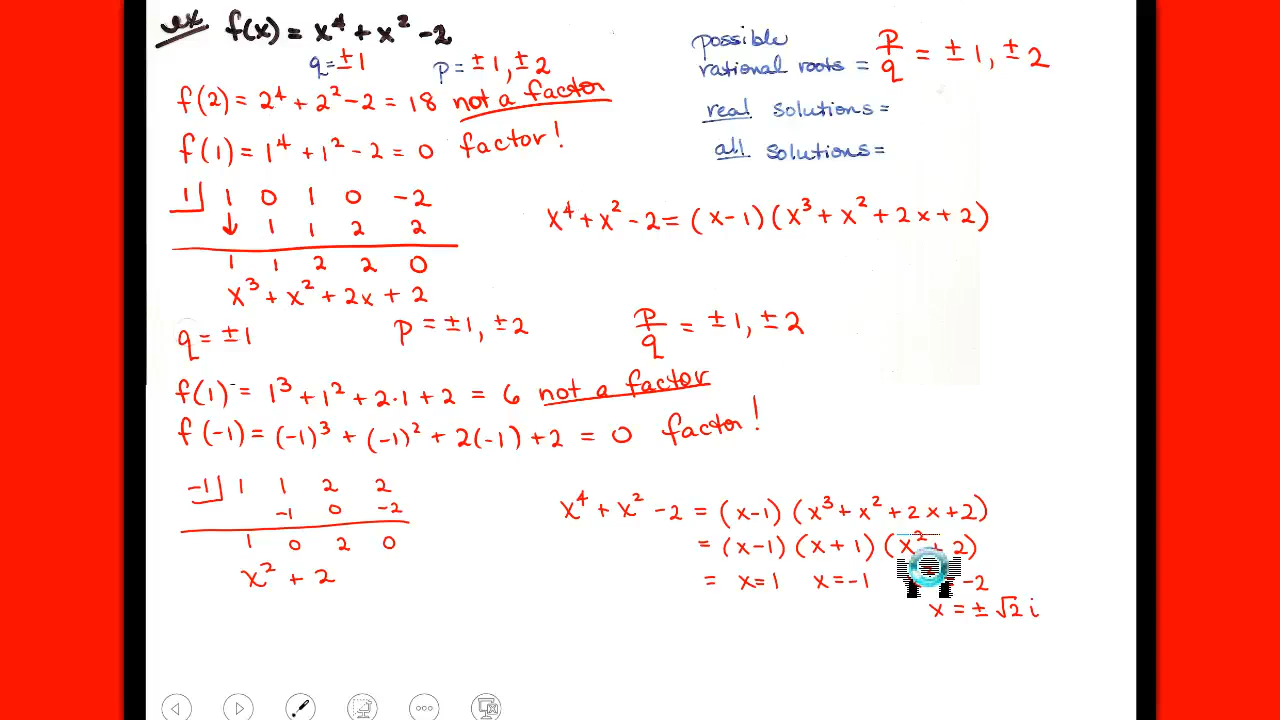 ex f(x) = x⁴ + x² - 2
q = ±1 p = ±1, ±2
possible
rational roots = p/q = ±1, ±2
real solutions =
all solutions =
f(2) = 2⁴ + 2² - 2 = 18 not a factor
f(1) = 1⁴ + 1² - 2 = 0 factor!
1 | 1 0 1 0 -2
↓ 1 1 2 2
1 1 2 2 0
x³ + x² + 2x + 2
x⁴ + x² - 2 = (x-1)(x³ + x² + 2x + 2)
q = ±1 p = ±1, ±2 p/q = ±1, ±2
f(1) = 1³ + 1² + 2·1 + 2 = 6 not a factor
f(-1) = (-1)³ + (-1)² + 2(-1) + 2 = 0 factor!
-1 | 1 1 2 2
-1 0 -2
1 0 2 0
x² + 2
x⁴ + x² - 2 = (x-1)(x³ + x² + 2x + 2)
= (x-1)(x+1)(x² + 2)
= x=1 x=-1 -2
x = ±√2 i